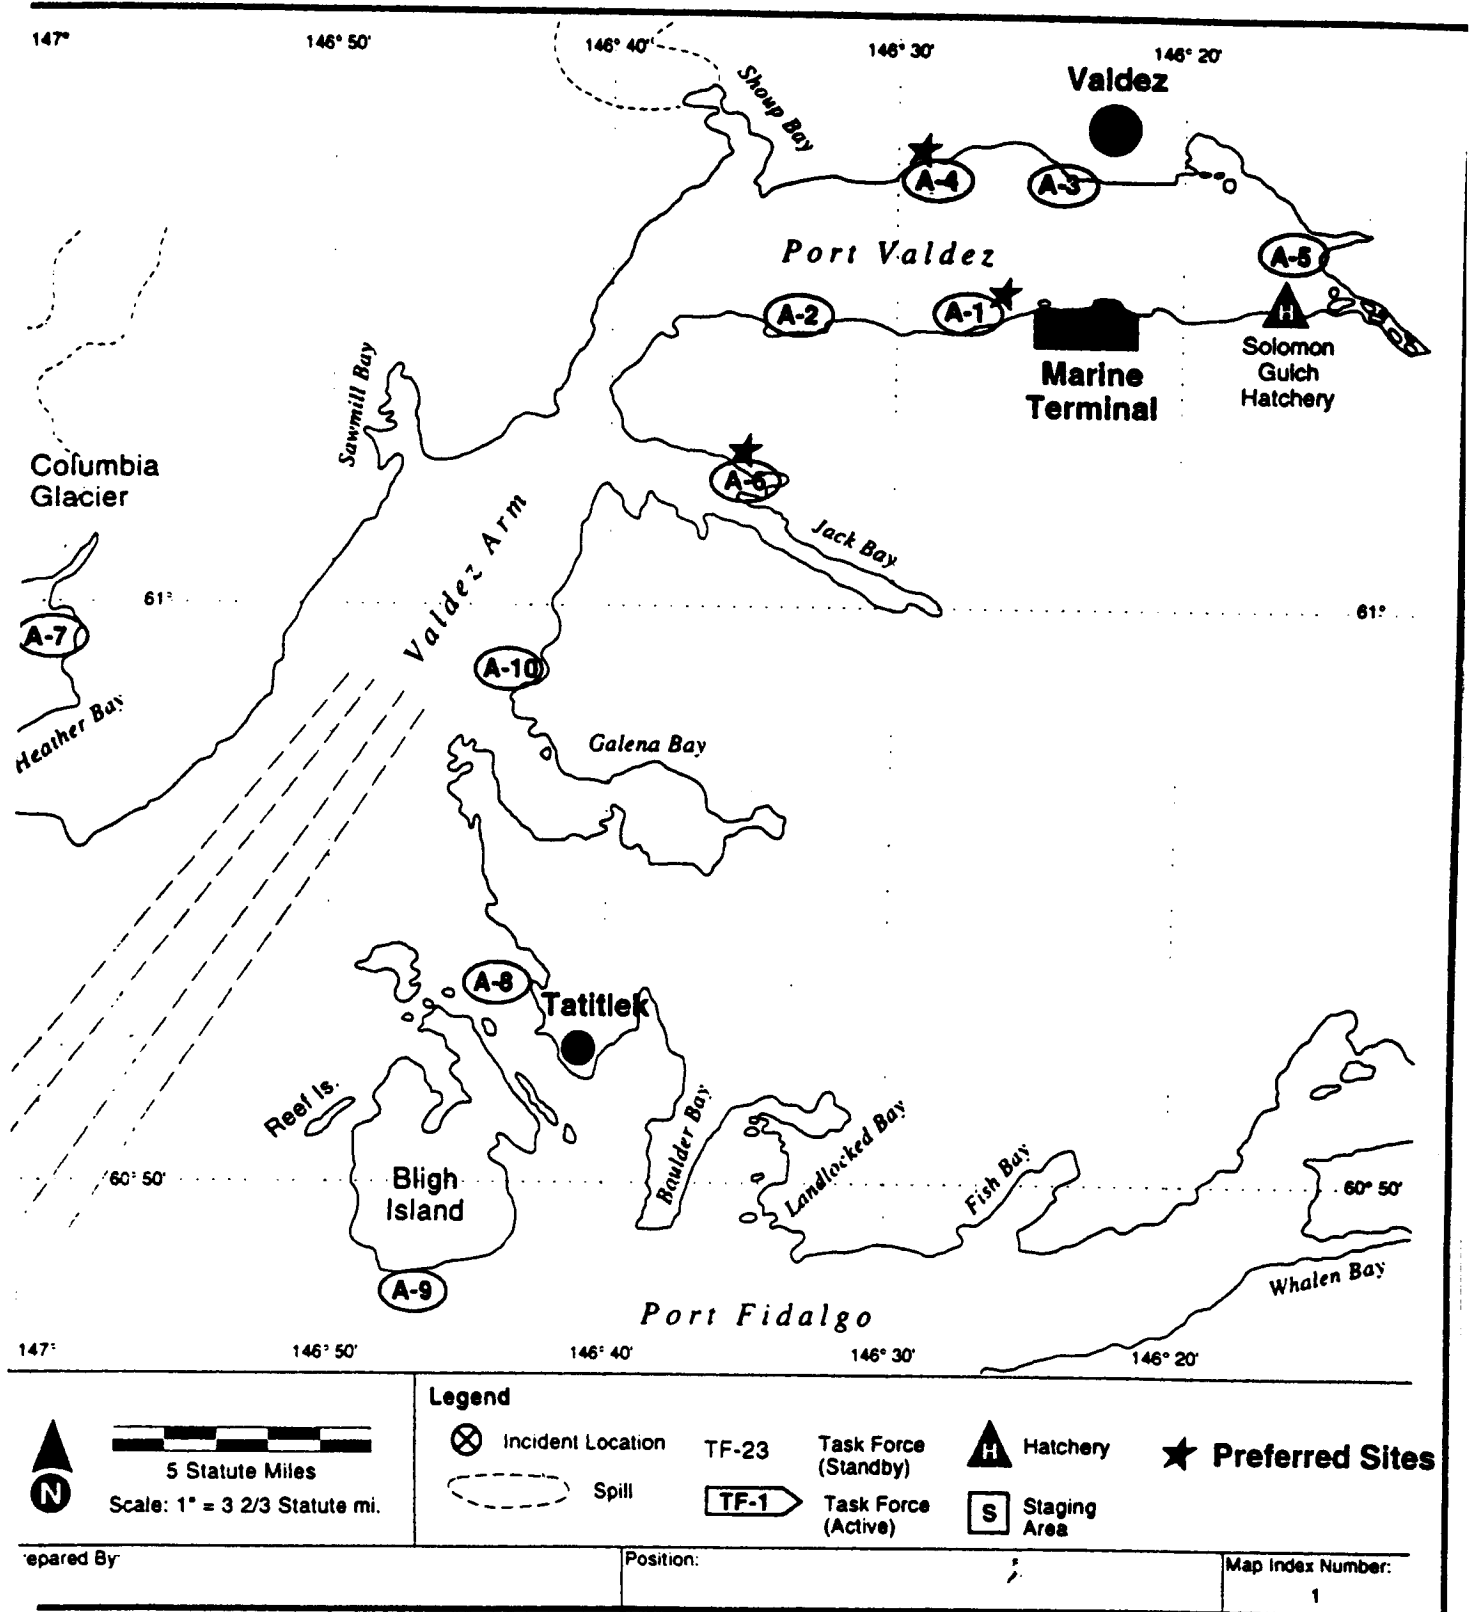 147°
146° 50'
146° 40'
146° 30'
146° 20'
Valdez
Shoup Bay
A-4
A-3
Port Valdez
A-5
A-2
A-1
H
Solomon
Gulch
Hatchery
Marine
Terminal
Sawmill Bay
Columbia
Glacier
A-6
Jack Bay
Valdez Arm
61°
61°
A-7
A-10
Heather Bay
Galena Bay
A-8
Tatitlek
Reef Is.
Boulder Bay
Landlocked Bay
Fish Bay
60° 50'
Bligh
Island
60° 50'
Whalen Bay
A-9
Port Fidalgo
147°
146° 50'
146° 40'
146° 30'
146° 20'
Legend
N
5 Statute Miles
Scale: 1" = 3 2/3 Statute mi.
Incident Location
Spill
TF-23
Task Force
(Standby)
TF-1
Task Force
(Active)
H
Hatchery
S
Staging
Area
Preferred Sites
epared By
Position:
Map Index Number:
1